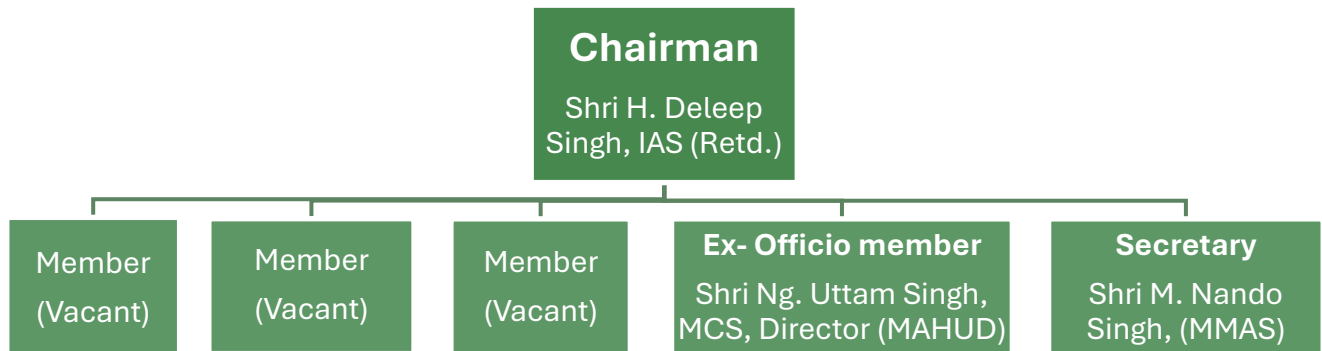 Chairman
Shri H. Deleep
Singh, IAS (Retd.)
Member
(Vacant)
Member
(Vacant)
Member
(Vacant)
Ex- Officio member
Shri Ng. Uttam Singh,
MCS, Director (MAHUD)
Secretary
Shri M. Nando
Singh, (MMAS)